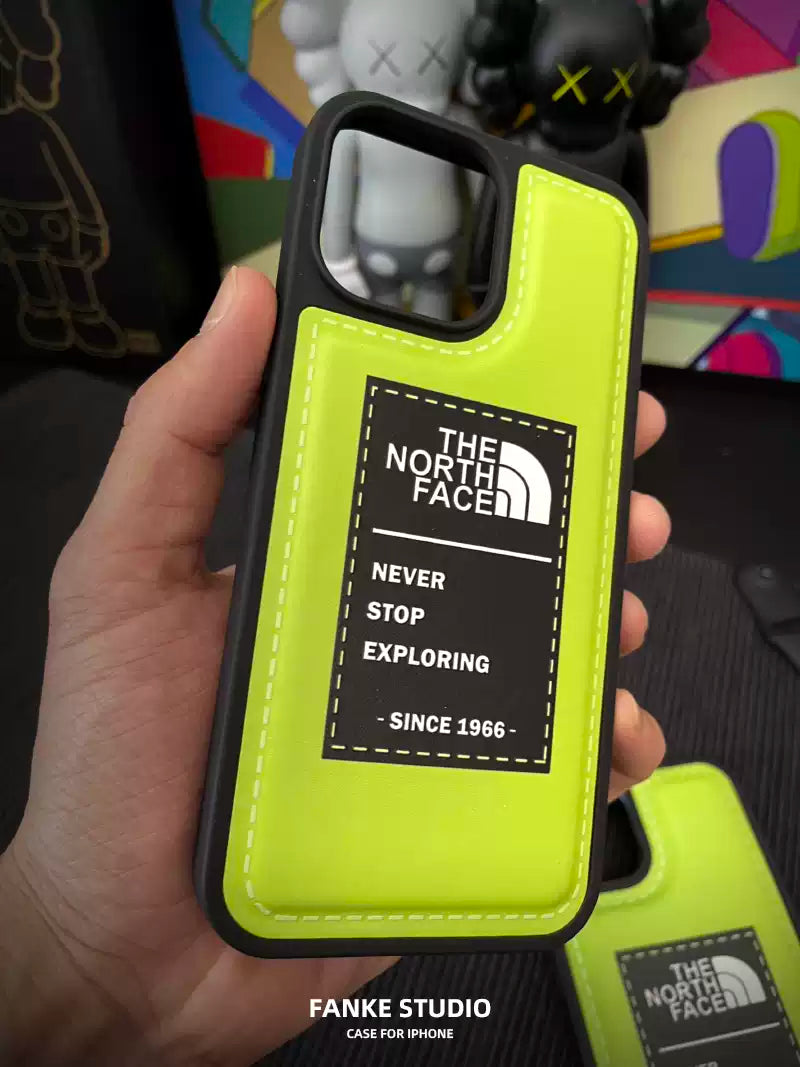 THE
NORTH
FACE
NEVER
STOP
EXPLORING
- SINCE 1966 -
THE
NORTH
FACE
FANKE STUDIO
CASE FOR IPHONE